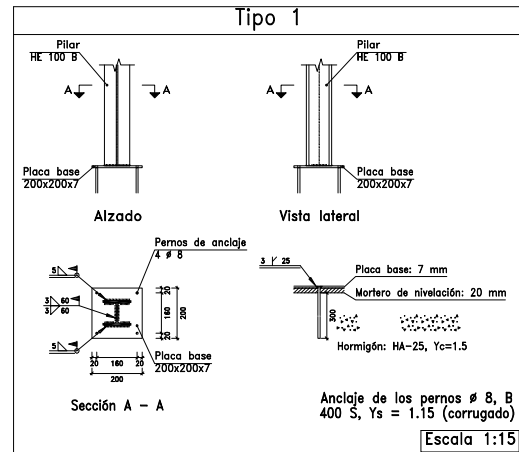 Tipo 1
Pilar
HE 100 B
A
A
Placa base
200x200x7
Alzado
Pilar
HE 100 B
A
A
Placa base
200x200x7
Vista lateral
Pernos de anclaje
4 ø 8
5
3
3
60
60
5
20
160
20
200
20
160
20
200
Placa base
200x200x7
Sección A - A
3
25
Placa base: 7 mm
Mortero de nivelación: 20 mm
300
Hormigón: HA-25, Yc=1.5
Anclaje de los pernos ø 8, B
400 S, Ys = 1.15 (corrugado)
Escala 1:15